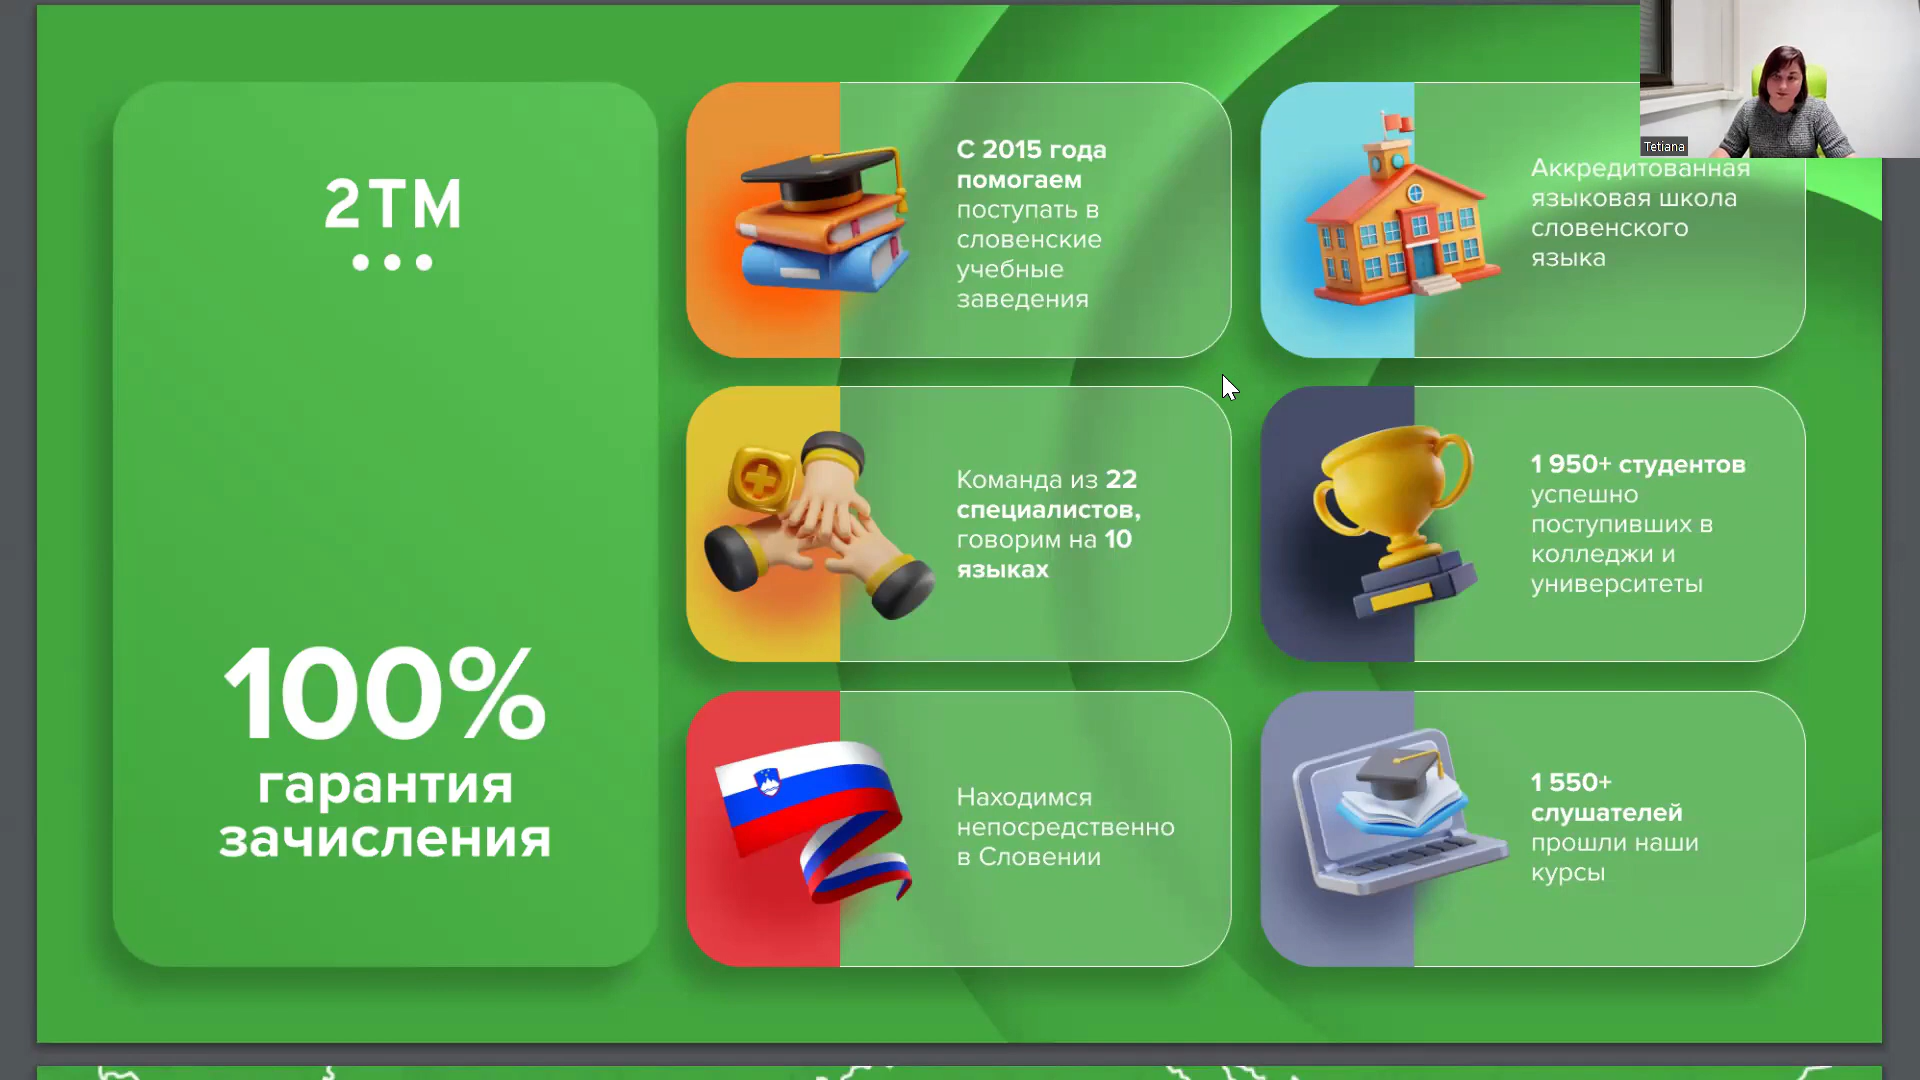 2TM
100%
гарантия
зачисления
С 2015 года
помогаем
поступать в
словенские
учебные
заведения
Аккредитованная
языковая школа
словенского
языка
Команда из 22
специалистов,
говорим на 10
языках
1 950+ студентов
успешно
поступивших в
колледжи и
университеты
Находимся
непосредственно
в Словении
1 550+
слушателей
прошли наши
курсы
Tetiana